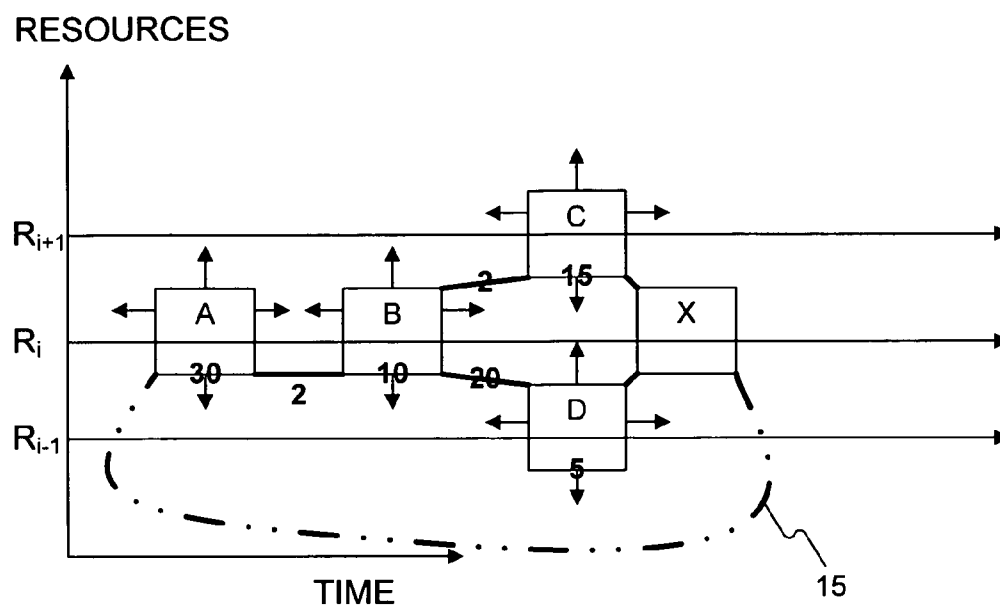 RESOURCES
R_{i+1}
C
2
15
A
B
X
R_i
30
2
10
20
D
R_{i-1}
5
TIME
15